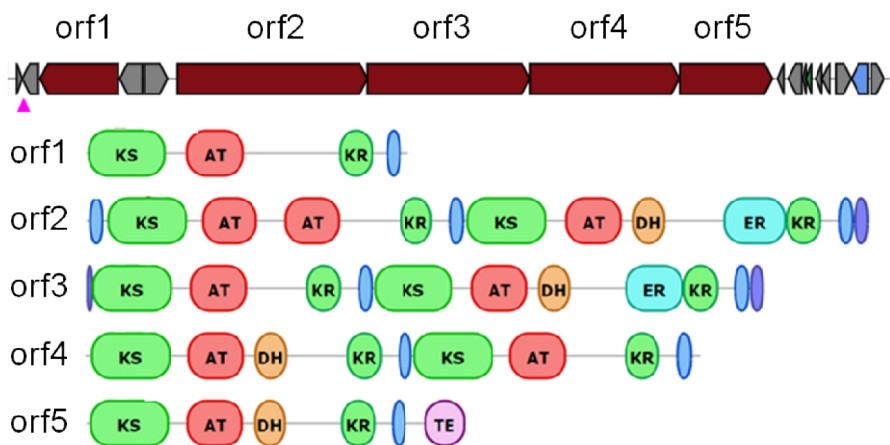 orf1 orf2 orf3 orf4 orf5
orf1 KS AT KR
orf2 KS AT AT KR KS AT DH ER KR
orf3 KS AT KR KS AT DH ER KR
orf4 KS AT DH KR KS AT KR
orf5 KS AT DH KR TE